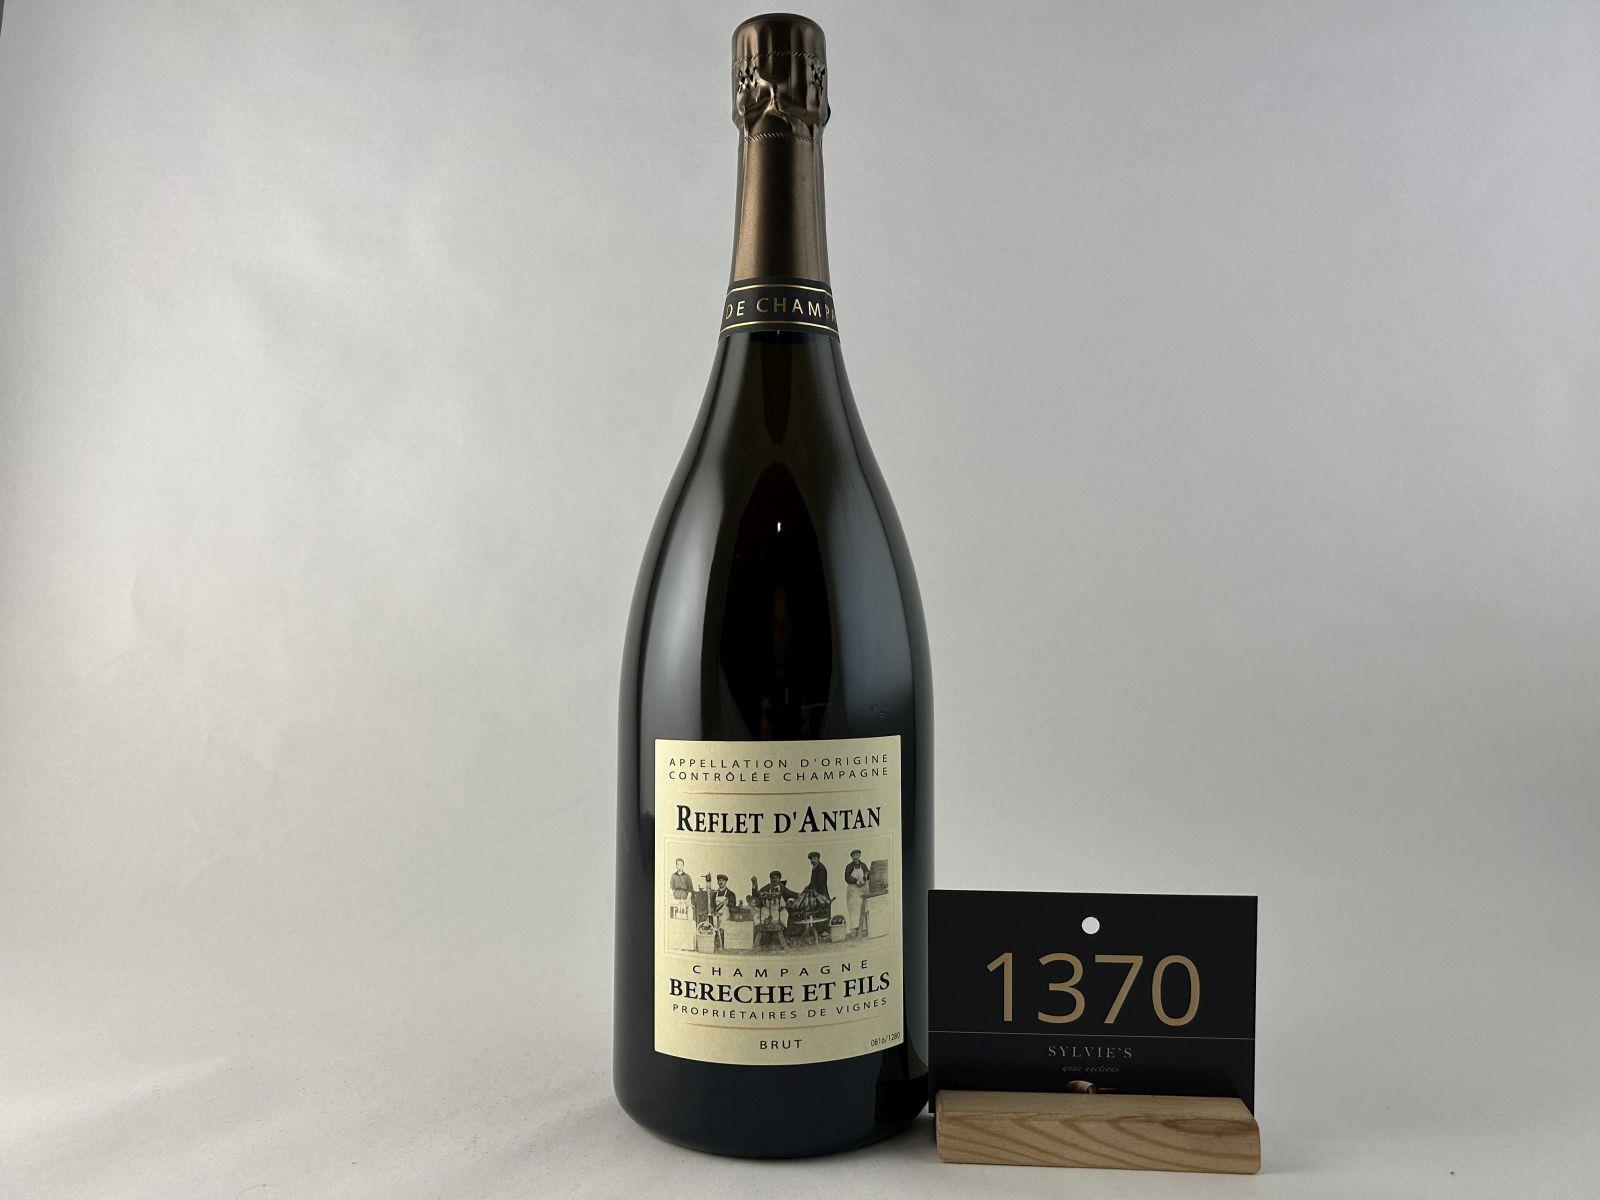 DE CHAMPA
APPELLATION D'ORIGINE
CONTRÔLÉE CHAMPAGNE
REFLET D'ANTAN
CHAMPAGNE
BERECHE ET FILS
PROPRIÉTAIRES DE VIGNES
BRUT
0816/1280
1370
SYLVIE'S
wine auctions